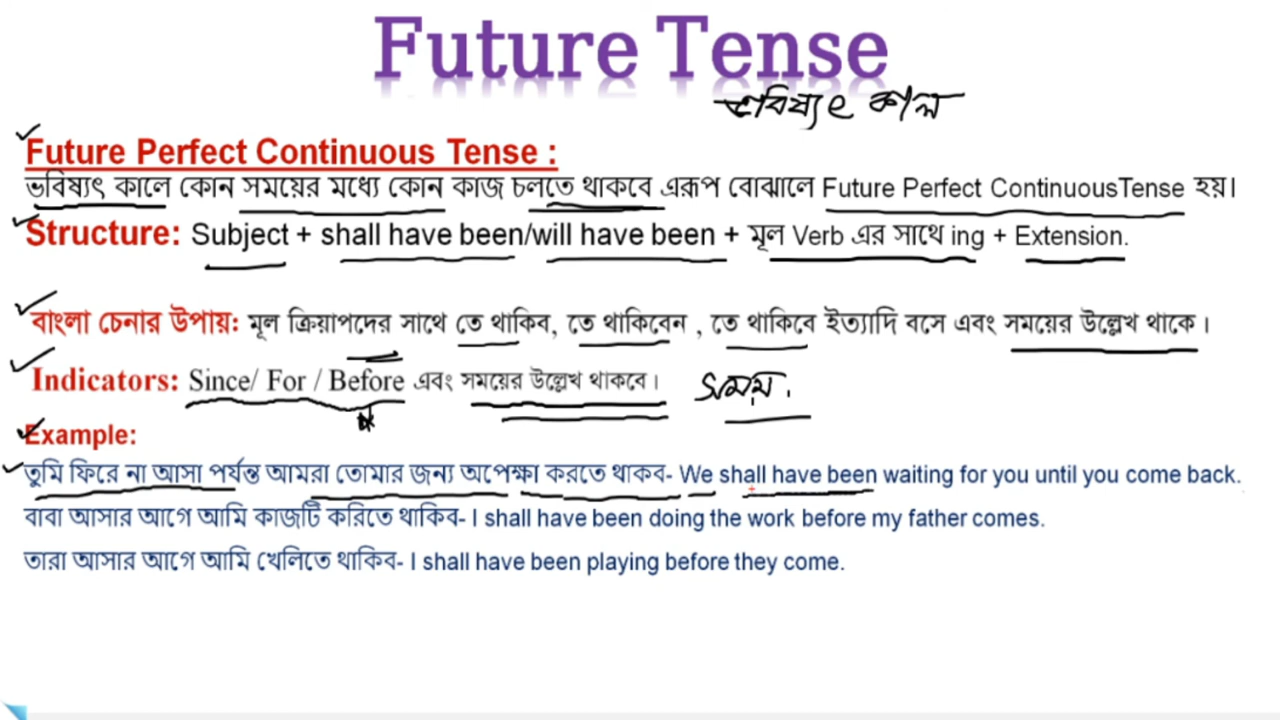 Future Tense
ভবিষ্যৎ কাল
Future Perfect Continuous Tense :
ভবিষ্যৎ কালে কোন সময়ের মধ্যে কোন কাজ চলতে থাকবে এরূপ বোঝালে Future Perfect ContinuousTense হয়।
Structure: Subject + shall have been/will have been + মূল Verb এর সাথে ing + Extension.
বাংলা চেনার উপায়: মূল ক্রিয়াপদের সাথে তে থাকিব, তে থাকিবেন , তে থাকিবে ইত্যাদি বসে এবং সময়ের উল্লেখ থাকে।
Indicators: Since/ For / Before এবং সময়ের উল্লেখ থাকবে। সময়.
Example:
তুমি ফিরে না আসা পর্যন্ত আমরা তোমার জন্য অপেক্ষা করতে থাকব- We shall have been waiting for you until you come back.
বাবা আসার আগে আমি কাজটি করিতে থাকিব- I shall have been doing the work before my father comes.
তারা আসার আগে আমি খেলিতে থাকিব- I shall have been playing before they come.